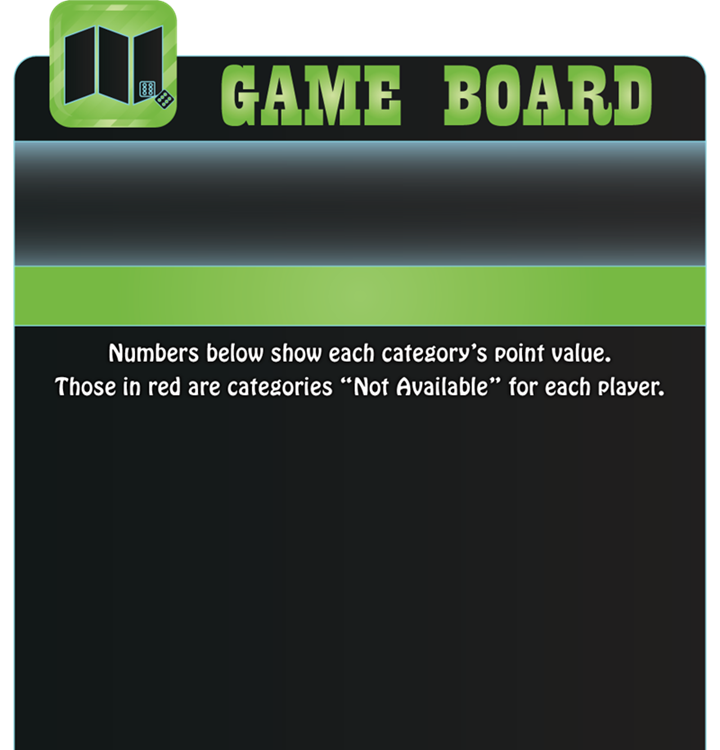 GAME BOARD
Numbers below show each category's point value.
Those in red are categories “Not Available” for each player.